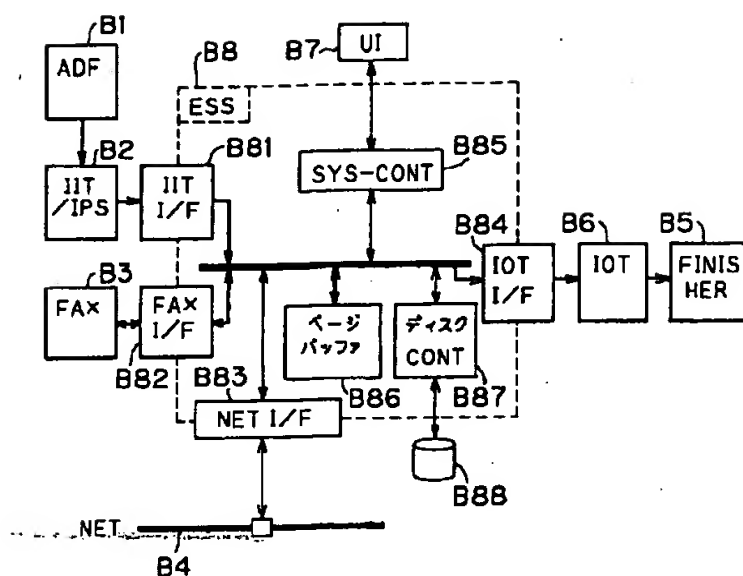 B1
ADF
B8
ESS
B7
UI
B2
IIT
/IPS
B81
IIT
I/F
SYS-CONT
B85
B84
IOT
I/F
B6
IOT
B5
FINIS
HER
B3
FAX
FAX
I/F
B82
B83
NET I/F
ページ
バッファ
B86
ディスク
CONT
B87
B88
NET
B4